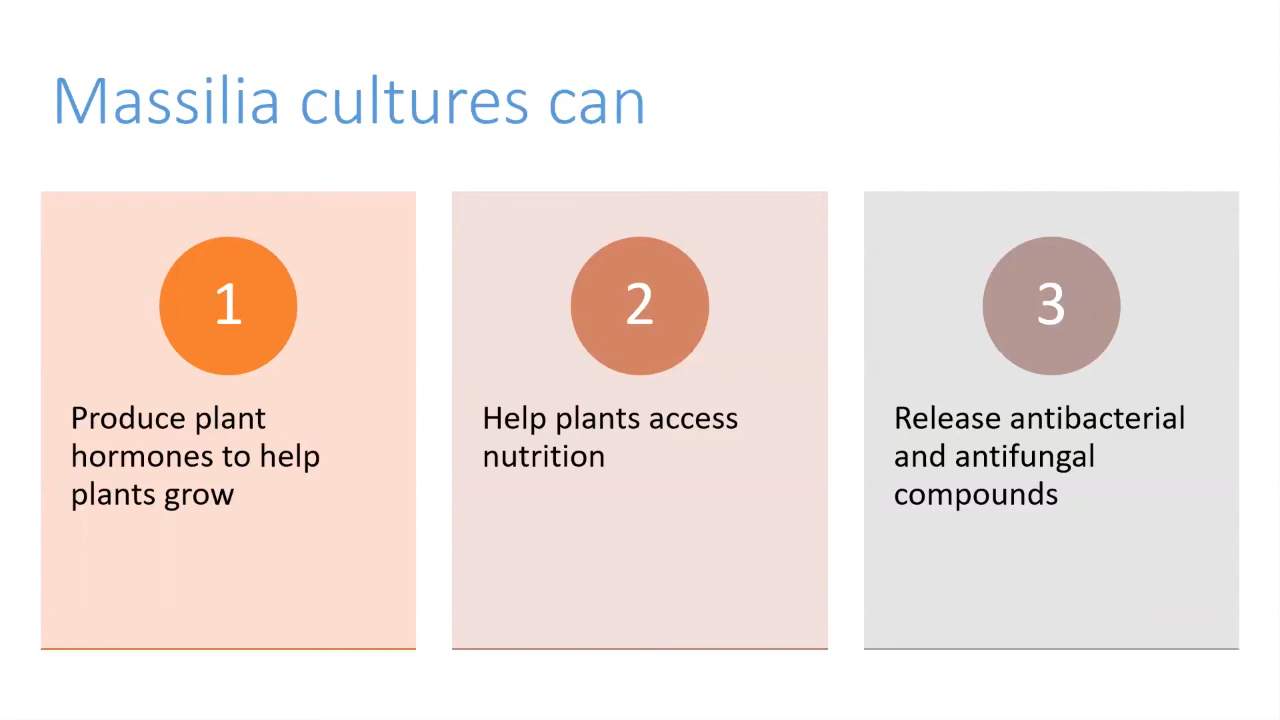 Massilia cultures can
1
Produce plant
hormones to help
plants grow
2
Help plants access
nutrition
3
Release antibacterial
and antifungal
compounds